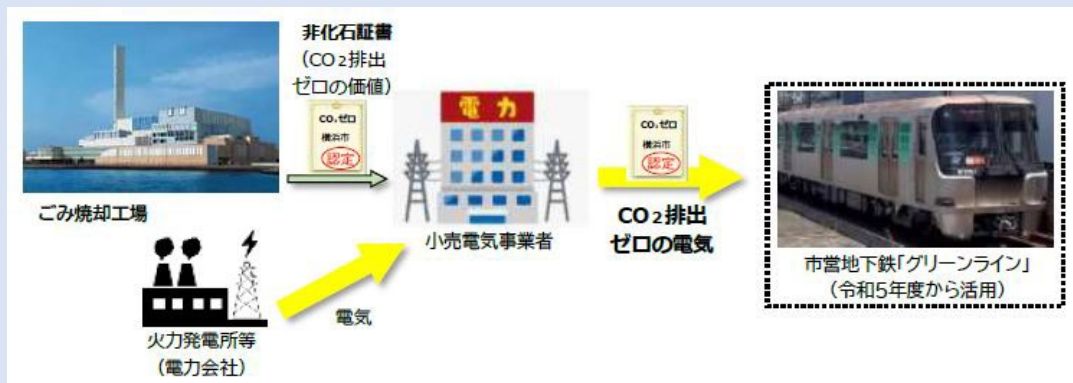 非化石証書
（CO2排出
ゼロの価値）
CO2ゼロ
横浜市
認定
ごみ焼却工場
電力
小売電気事業者
CO2ゼロ
横浜市
認定
CO2排出
ゼロの電気
市営地下鉄「グリーンライン」
（令和5年度から活用）
電気
火力発電所等
（電力会社）